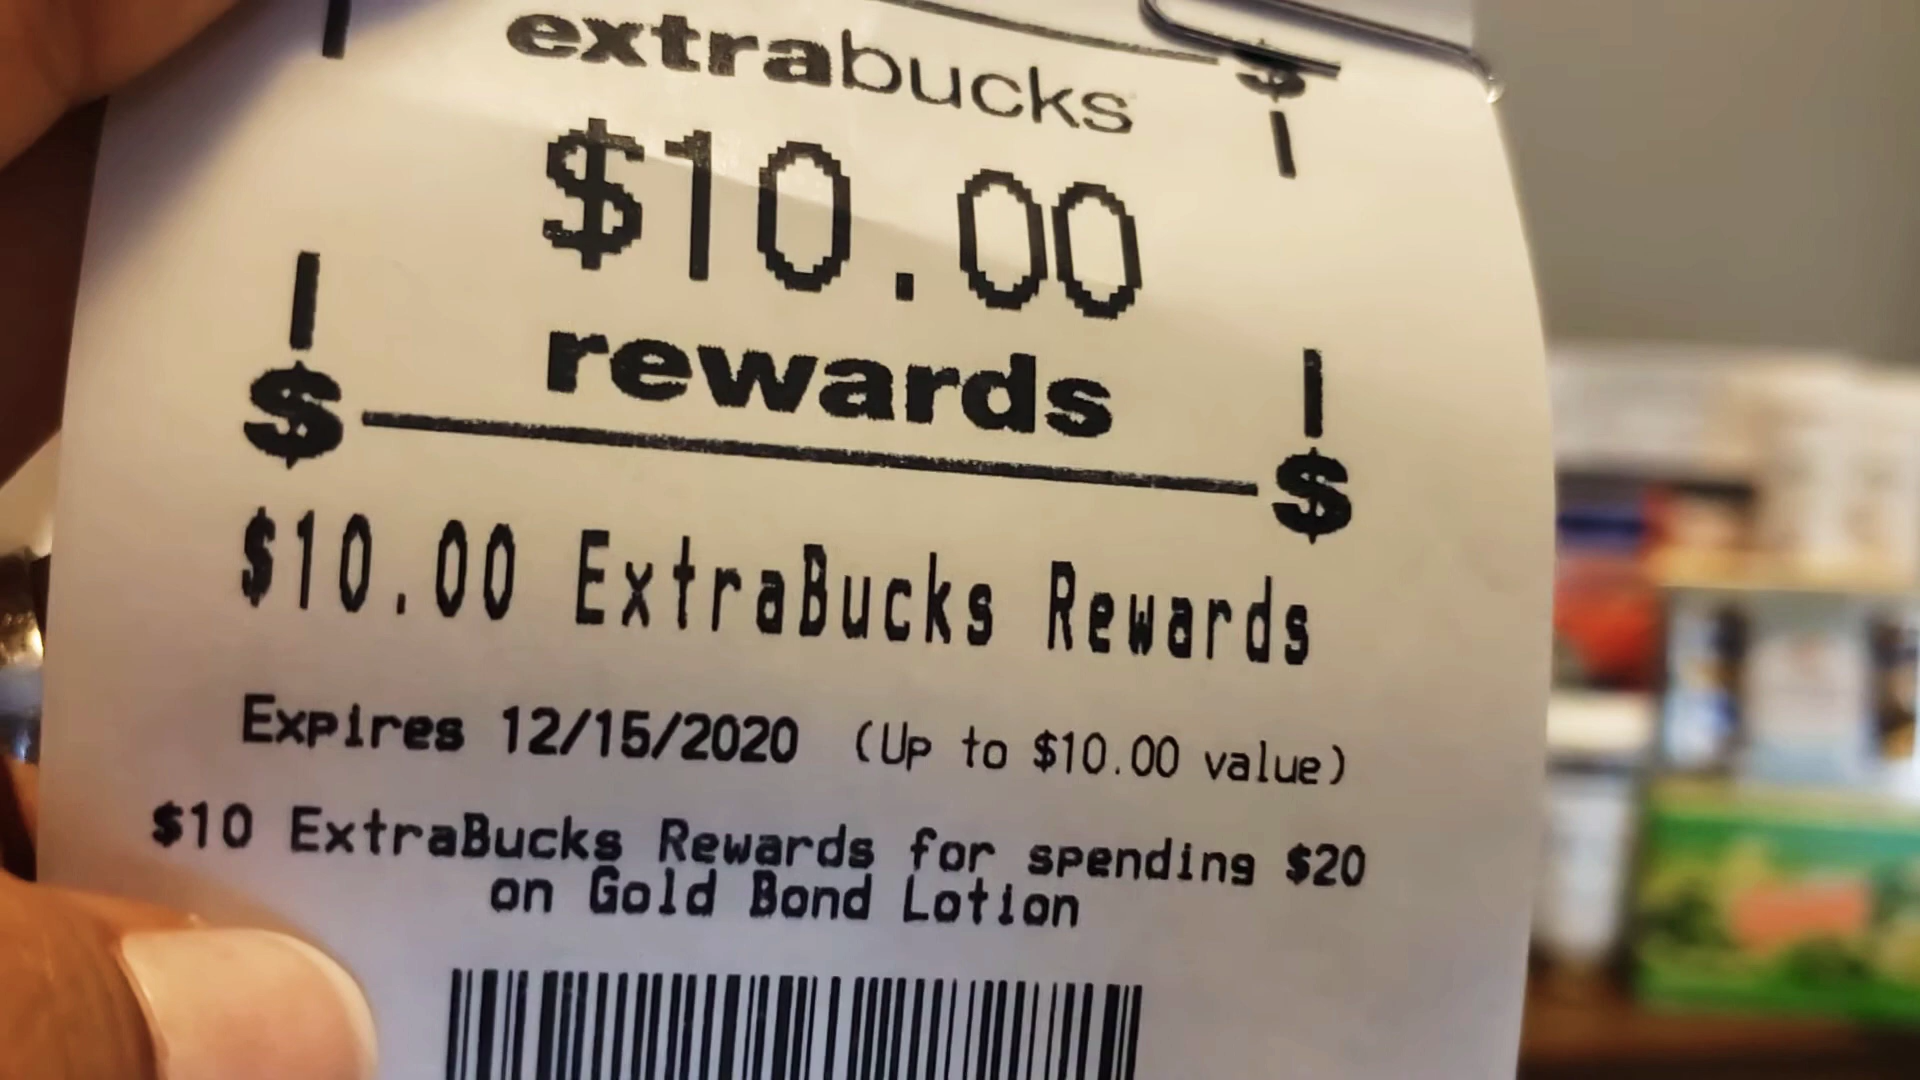 extrabucks
$10.00
rewards
$10.00 ExtraBucks Rewards
Expires 12/15/2020 (Up to $10.00 value)
$10 ExtraBucks Rewards for spending $20
on Gold Bond Lotion